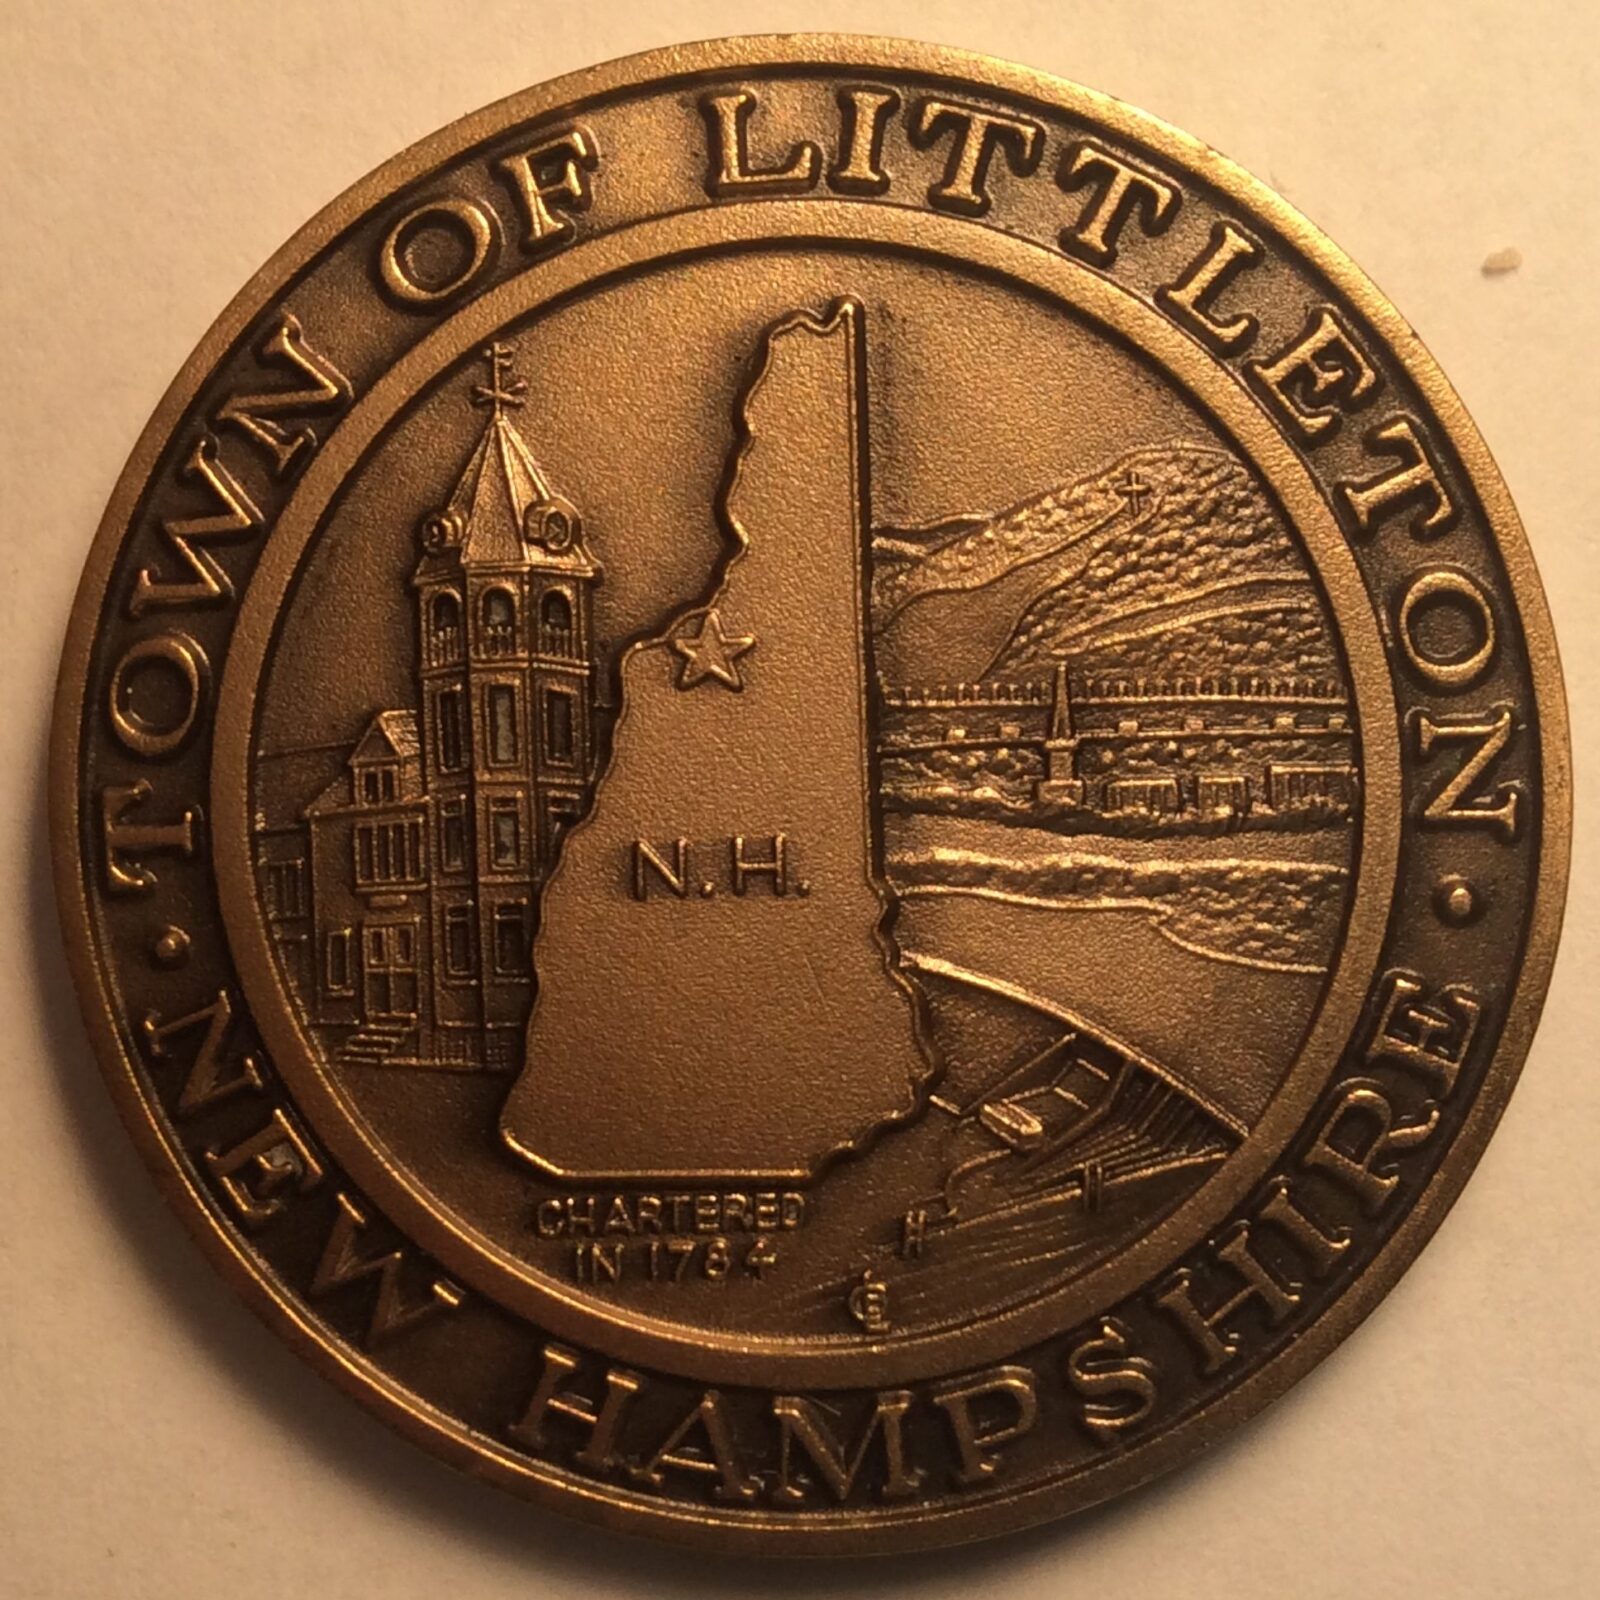 TOWN OF LITTLETON
· NEW HAMPSHIRE ·
N.H.
CHARTERED
IN 1784